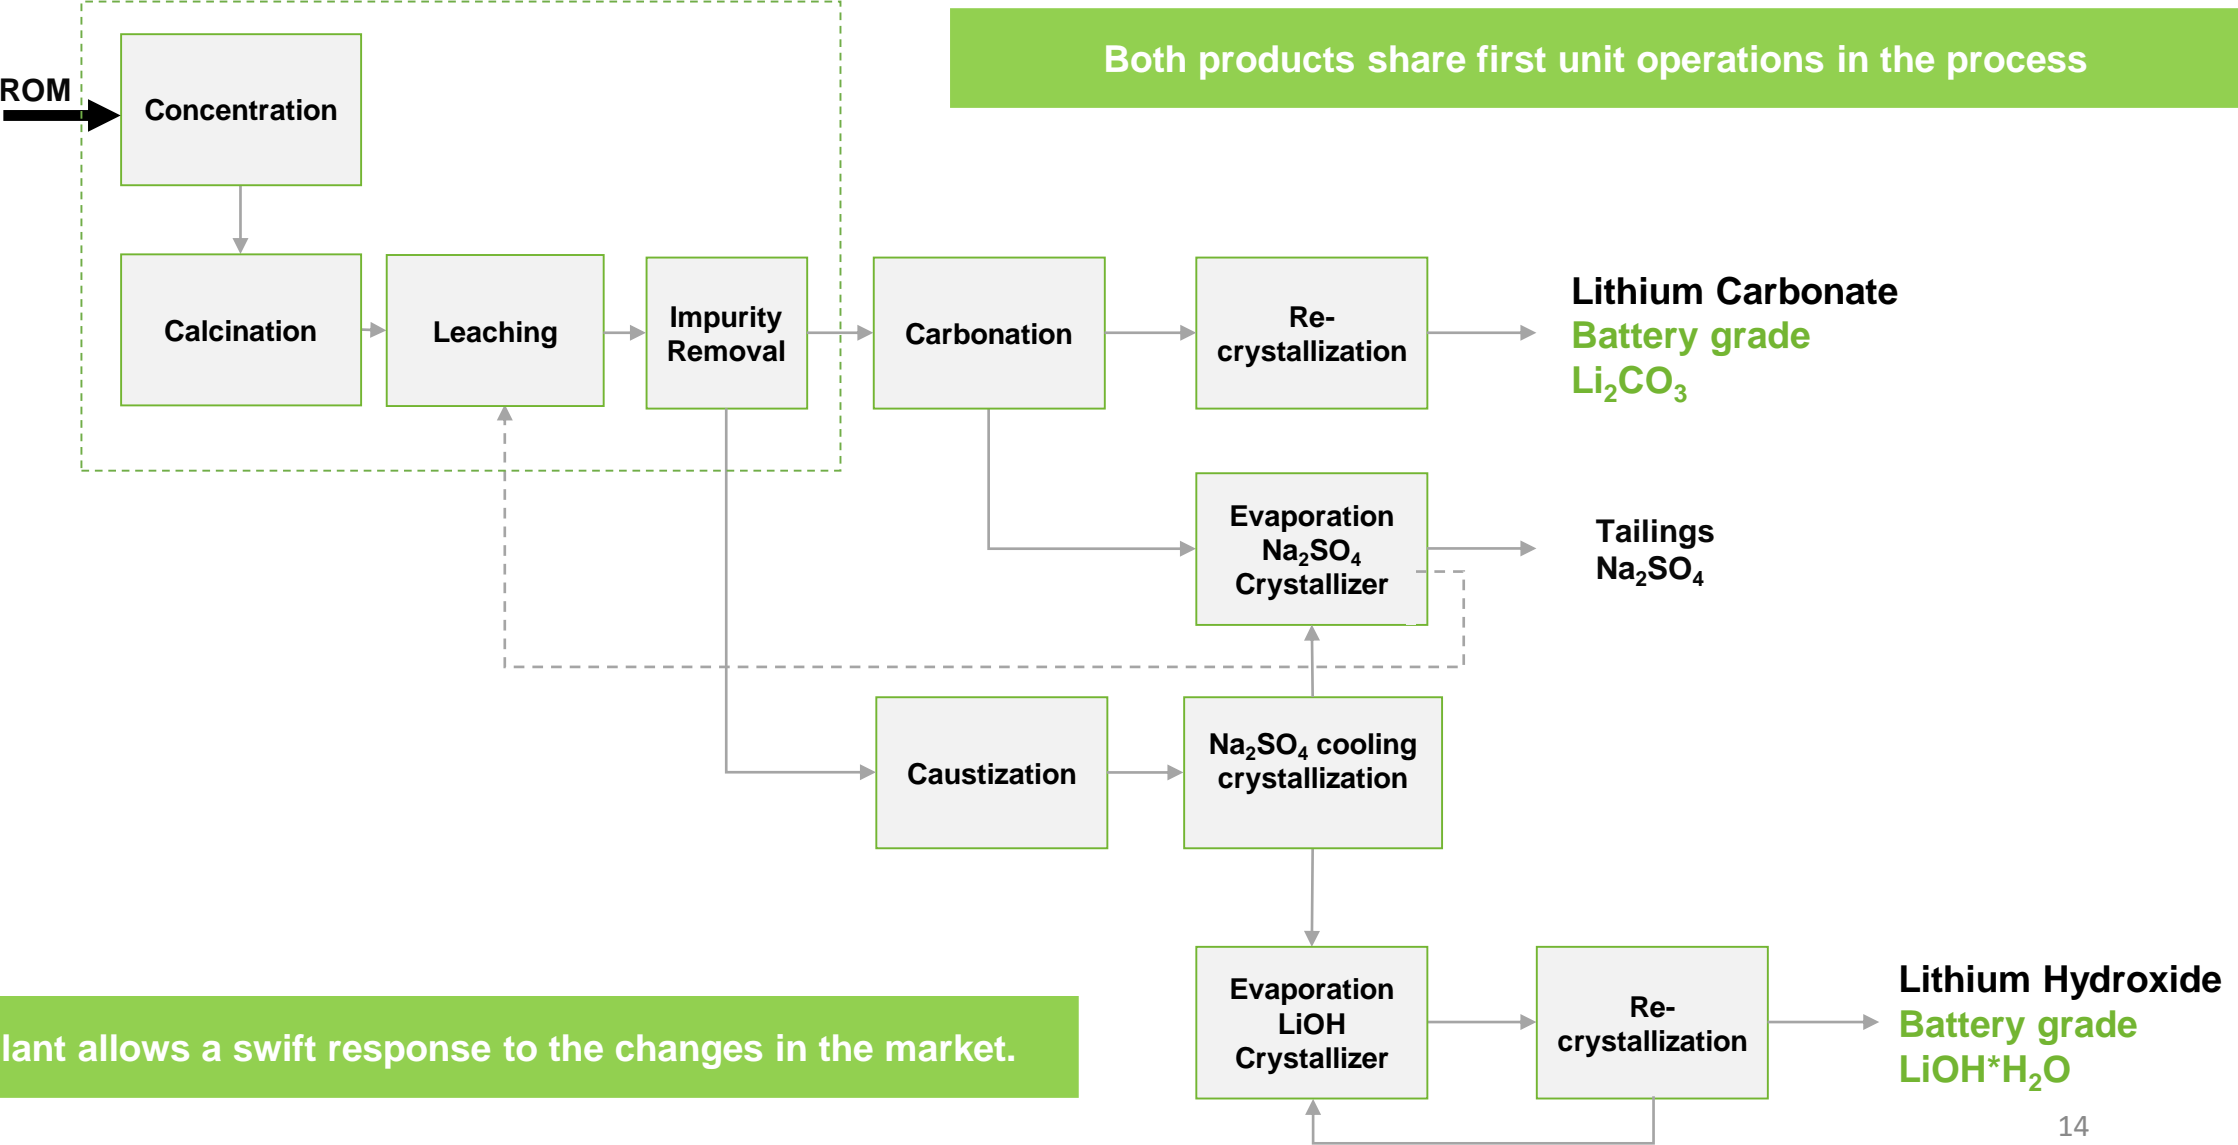 Both products share first unit operations in the process
ROM
Concentration
Calcination
Leaching
Impurity
Removal
Carbonation
Re-
crystallization
Lithium Carbonate
Battery grade
Li₂CO₃
Evaporation
Na₂SO₄
Crystallizer
Tailings
Na₂SO₄
Caustization
Na₂SO₄ cooling
crystallization
Evaporation
LiOH
Crystallizer
Re-
crystallization
Lithium Hydroxide
Battery grade
LiOH*H₂O
lant allows a swift response to the changes in the market.
14